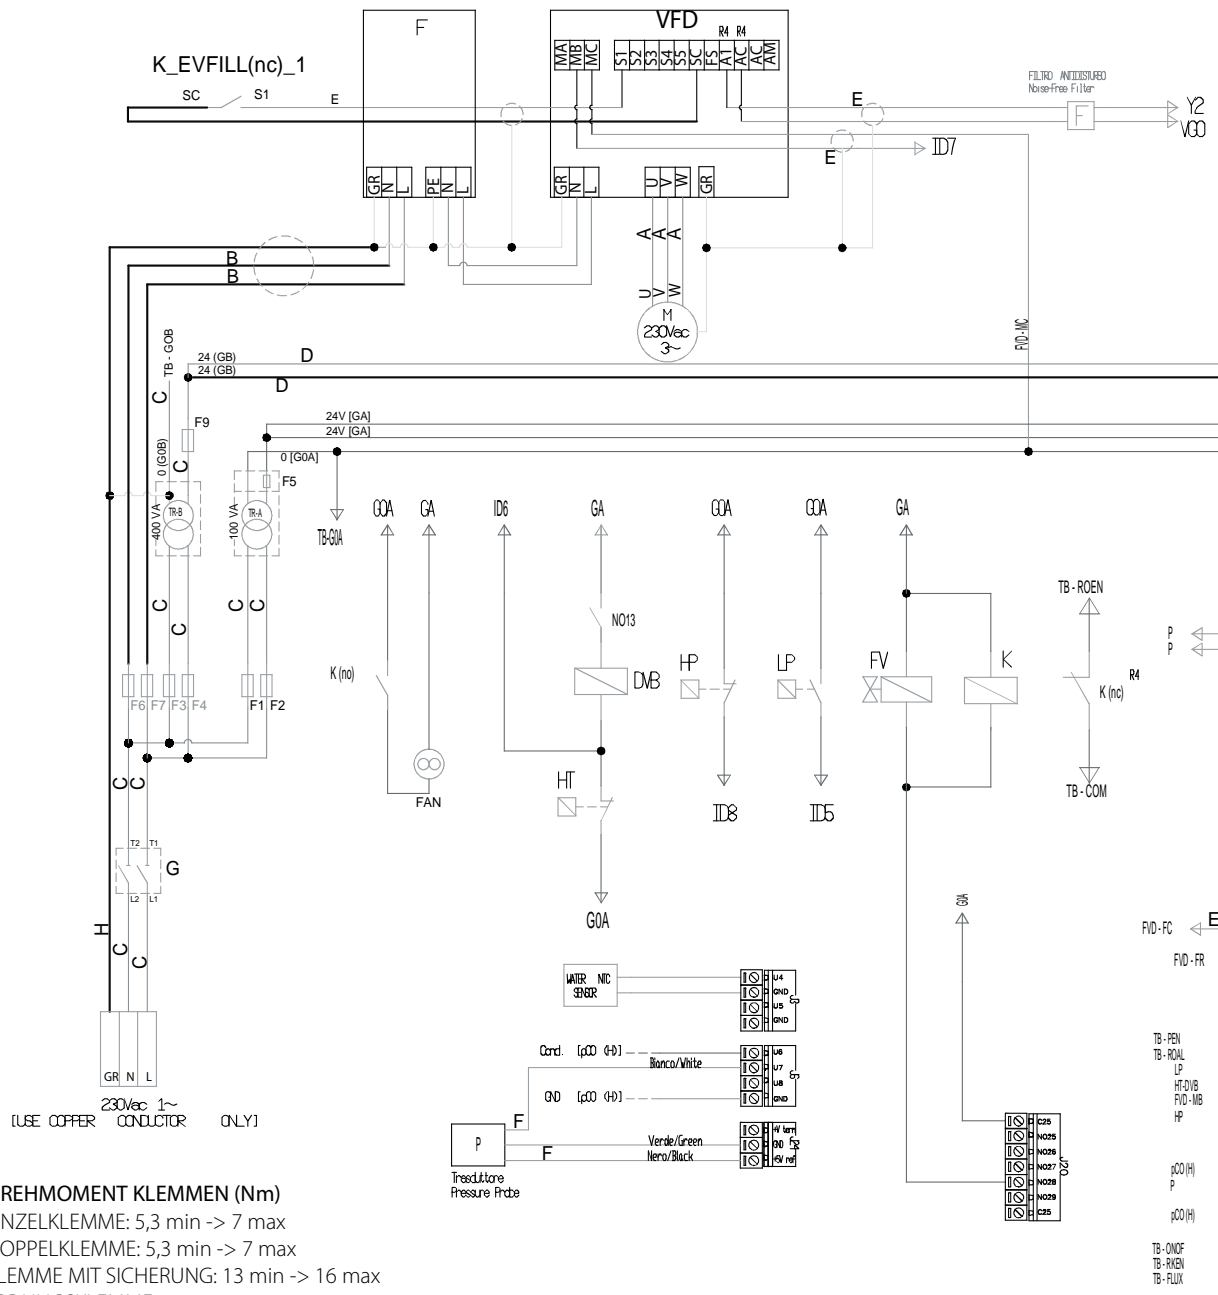 F
VFD
R4 R4
MA MB MC
S1 S2 S3 S4 S5 SC FS A1 AC AC AM
K_EVFILL(nc)_1
SC S1 E
FILTRO ANTIDISTURBO
Noise-Free Filter
E
F
Y2
VG0
E
ID7
GR N L
PE N L
GR N L
U V W
GR
A A A
B
B
U V W
M
230Vac
3~
FVD-MC
TB - GOB
24 (GB)
24 (GB)
D
D
C
F9
24V [GA]
24V [GA]
0 (G0B)
C
0 [G0A]
F5
400 VA
TR-B
100 VA
TR-A
TB-G0A
G0A GA ID6 GA G0A G0A GA
TB - ROEN
C C C C
NO13
P
P
K (no)
DVB
HP
LP
FV
K
K (nc)
R4
F6 F7 F3 F4 F1 F2
C C
FAN
HT
ID8
ID5
TB - COM
T2 T1
G
L2 L1
H
C C
G0A
G0A
FVD - FC
E
FVD - FR
WATER NTC
SENSOR
U4
GND
U5
GND
J3
Cond. [pCO (H)]
Bianco/White
GND [pCO (H)]
U6
U7
U8
GND
J5
TB - PEN
TB - ROAL
LP
HT-DVB
FVD - MB
HP
GR N L
230Vac 1~
[USE COPPER CONDUCTOR ONLY]
F
P
Verde/Green
F
Nero/Black
+V term
GND
+5V ref
Trasduttore
Pressure Probe
C25
NO25
NO26
NO27
NO28
NO29
C25
J20
pCO (H)
P
pCO (H)
REHMOMENT KLEMMEN (Nm)
NZELKLEMME: 5,3 min -> 7 max
OPPELKLEMME: 5,3 min -> 7 max
LEMME MIT SICHERUNG: 13 min -> 16 max
TB - ONOF
TB - RKEN
TB - FLUX